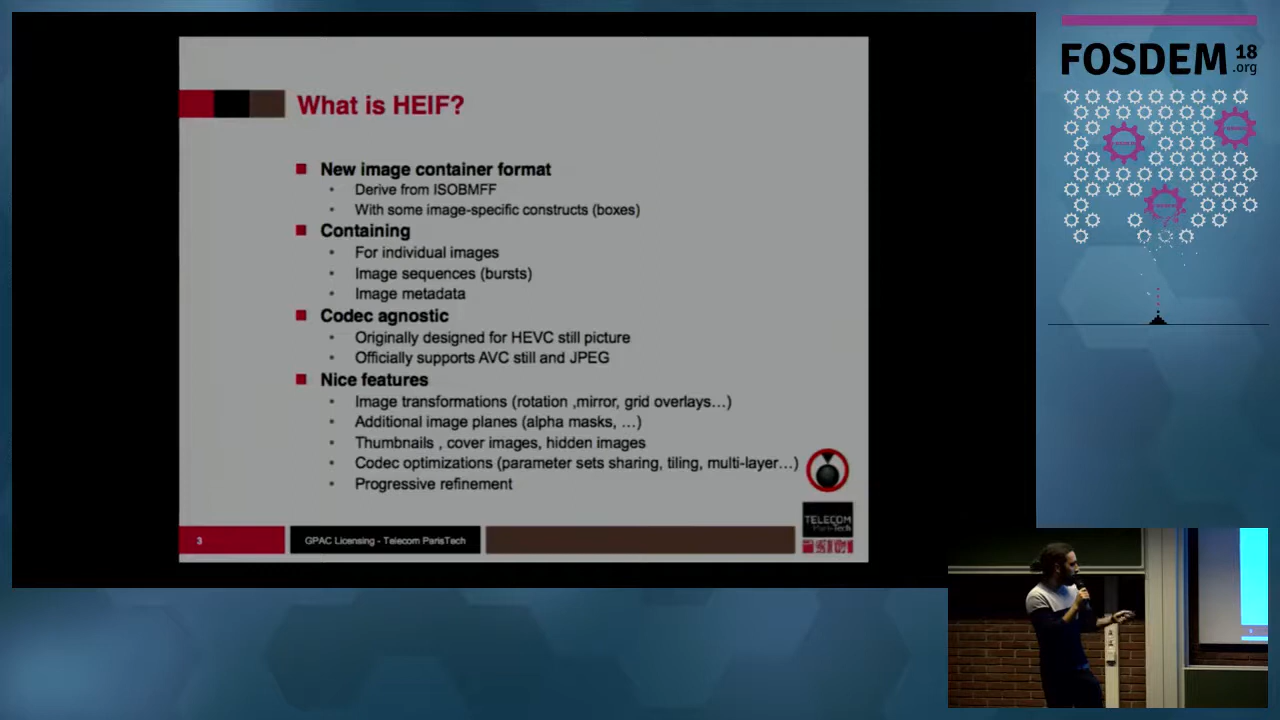 What is HEIF?
New image container format
Derive from ISOBMFF
With some image-specific constructs (boxes)
Containing
For individual images
Image sequences (bursts)
Image metadata
Codec agnostic
Originally designed for HEVC still picture
Officially supports AVC still and JPEG
Nice features
Image transformations (rotation ,mirror, grid overlays…)
Additional image planes (alpha masks, …)
Thumbnails , cover images, hidden images
Codec optimizations (parameter sets sharing, tiling, multi-layer…)
Progressive refinement
3
GPAC Licensing - Telecom ParisTech
TELECOM
ParisTech
FOSDEM 18
.org